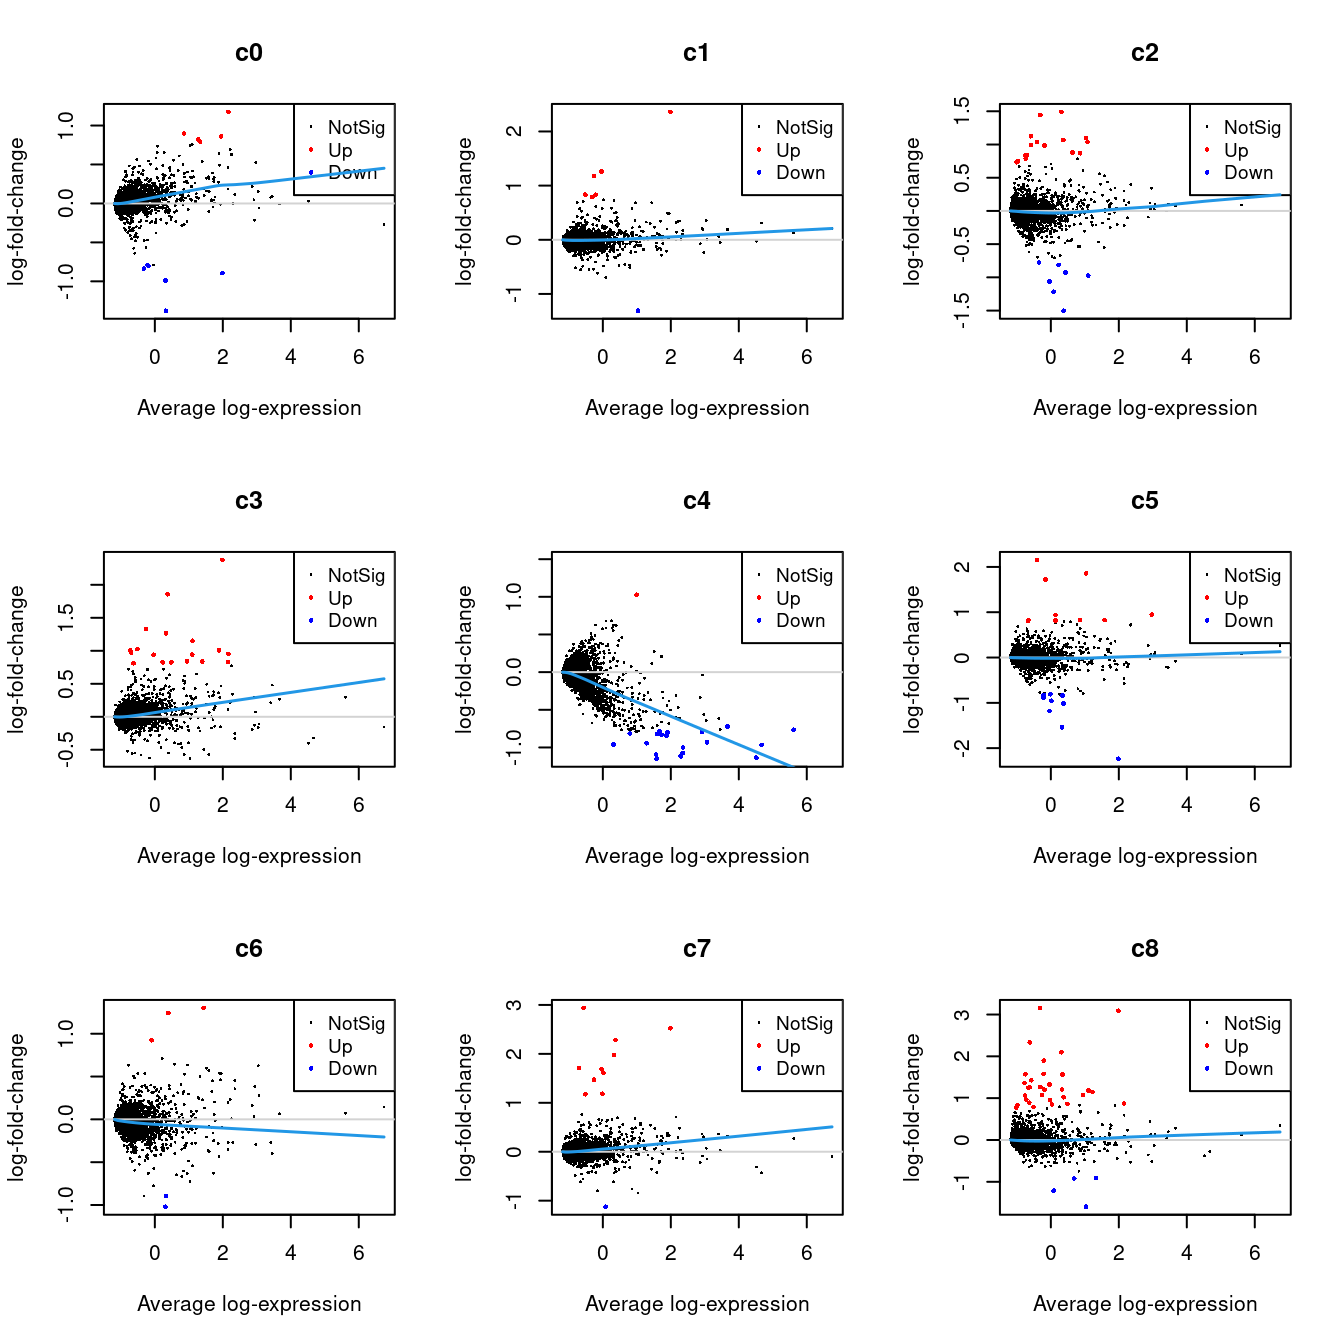 c0
c1
c2
log-fold-change
-1.0 0.0 1.0
NotSig
Up
Down
0 2 4 6
Average log-expression
log-fold-change
-1 0 1 2
NotSig
Up
Down
0 2 4 6
Average log-expression
log-fold-change
-1.5 -0.5 0.5 1.5
NotSig
Up
Down
0 2 4 6
Average log-expression
c3
c4
c5
log-fold-change
-0.5 0.5 1.5
NotSig
Up
Down
0 2 4 6
Average log-expression
log-fold-change
-1.0 0.0 1.0
NotSig
Up
Down
0 2 4 6
Average log-expression
log-fold-change
-2 -1 0 1 2
NotSig
Up
Down
0 2 4 6
Average log-expression
c6
c7
c8
log-fold-change
-1.0 0.0 1.0
NotSig
Up
Down
0 2 4 6
Average log-expression
log-fold-change
-1 0 1 2 3
NotSig
Up
Down
0 2 4 6
Average log-expression
log-fold-change
-1 0 1 2 3
NotSig
Up
Down
0 2 4 6
Average log-expression